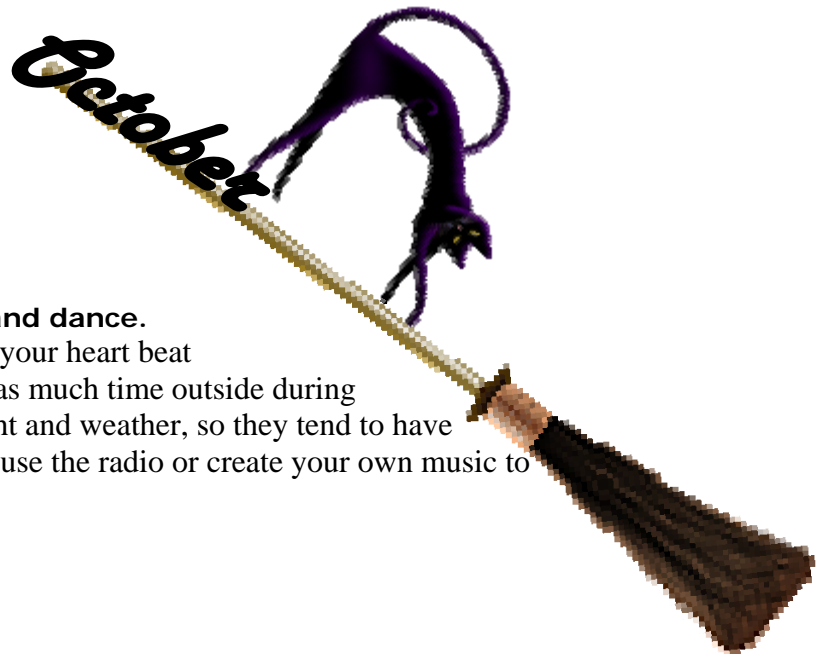 October
and dance.
your heart beat
as much time outside during
nt and weather, so they tend to have
use the radio or create your own music to